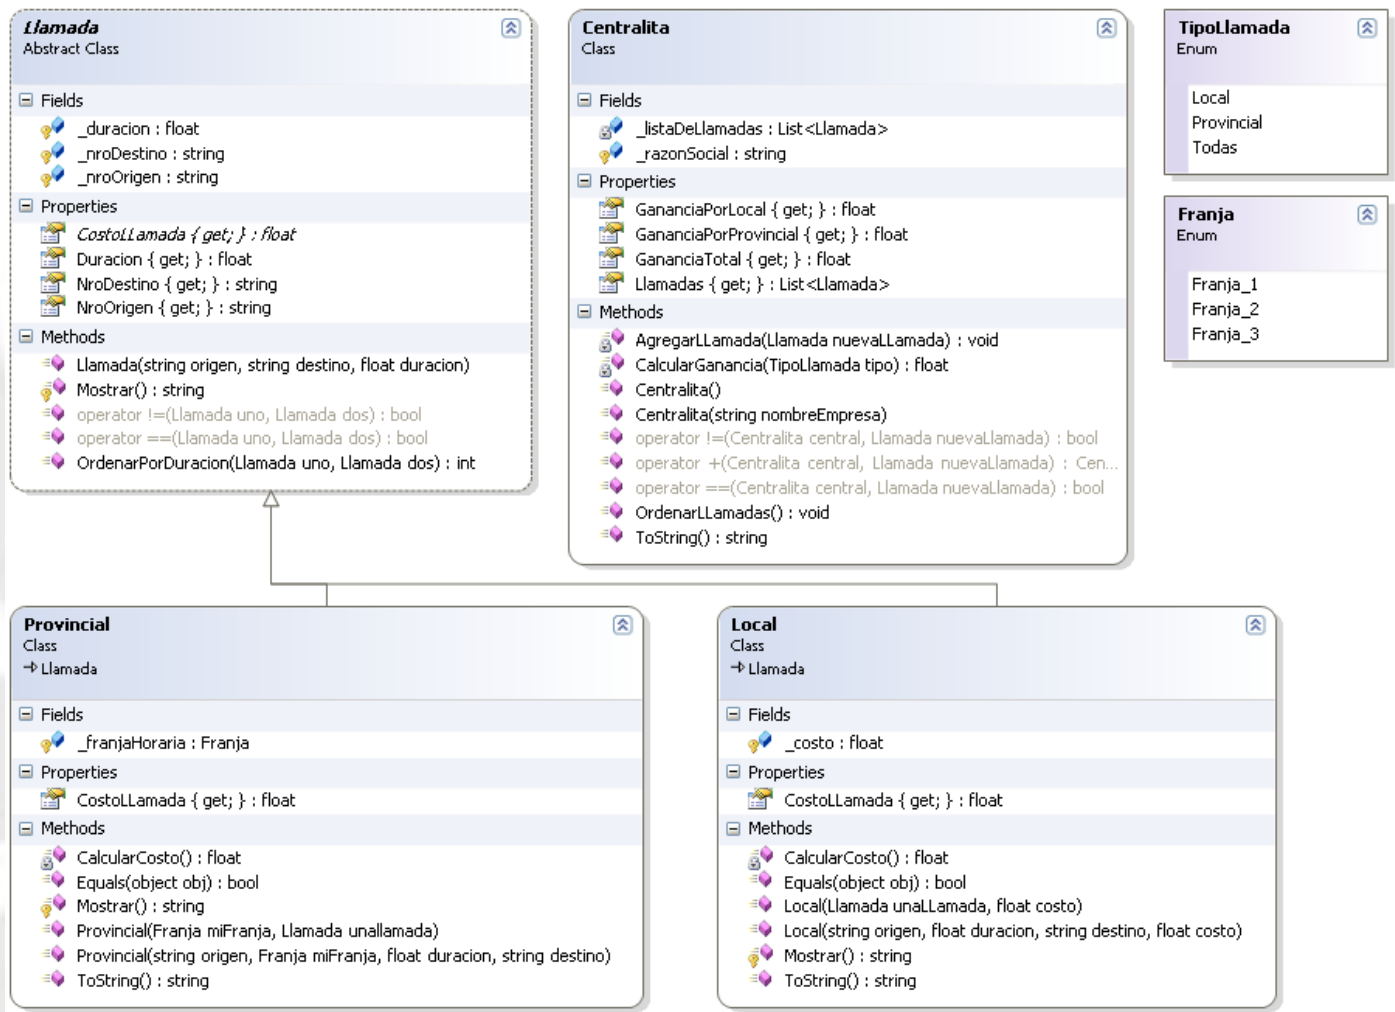 Llamada
Abstract Class
Fields
_duracion : float
_nroDestino : string
_nroOrigen : string
Properties
CostoLLamada { get; } : float
Duracion { get; } : float
NroDestino { get; } : string
NroOrigen { get; } : string
Methods
Llamada(string origen, string destino, float duracion)
Mostrar() : string
operator !=(Llamada uno, Llamada dos) : bool
operator ==(Llamada uno, Llamada dos) : bool
OrdenarPorDuracion(Llamada uno, Llamada dos) : int
Centralita
Class
Fields
_listaDeLlamadas : List<Llamada>
_razonSocial : string
Properties
GananciaPorLocal { get; } : float
GananciaPorProvincial { get; } : float
GananciaTotal { get; } : float
Llamadas { get; } : List<Llamada>
Methods
AgregarLLamada(Llamada nuevaLLamada) : void
CalcularGanancia(TipoLlamada tipo) : float
Centralita()
Centralita(string nombreEmpresa)
operator !=(Centralita central, Llamada nuevaLlamada) : bool
operator +(Centralita central, Llamada nuevaLlamada) : Cen...
operator ==(Centralita central, Llamada nuevaLlamada) : bool
OrdenarLLamadas() : void
ToString() : string
TipoLlamada
Enum
Local
Provincial
Todas
Franja
Enum
Franja_1
Franja_2
Franja_3
Provincial
Class
Llamada
Fields
_franjaHoraria : Franja
Properties
CostoLLamada { get; } : float
Methods
CalcularCosto() : float
Equals(object obj) : bool
Mostrar() : string
Provincial(Franja miFranja, Llamada unallamada)
Provincial(string origen, Franja miFranja, float duracion, string destino)
ToString() : string
Local
Class
Llamada
Fields
_costo : float
Properties
CostoLLamada { get; } : float
Methods
CalcularCosto() : float
Equals(object obj) : bool
Local(Llamada unaLLamada, float costo)
Local(string origen, float duracion, string destino, float costo)
Mostrar() : string
ToString() : string